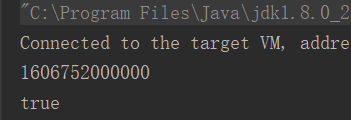 "C:\Program Files\Java\jdk1.8.0_2
Connected to the target VM, addre
1606752000000
true